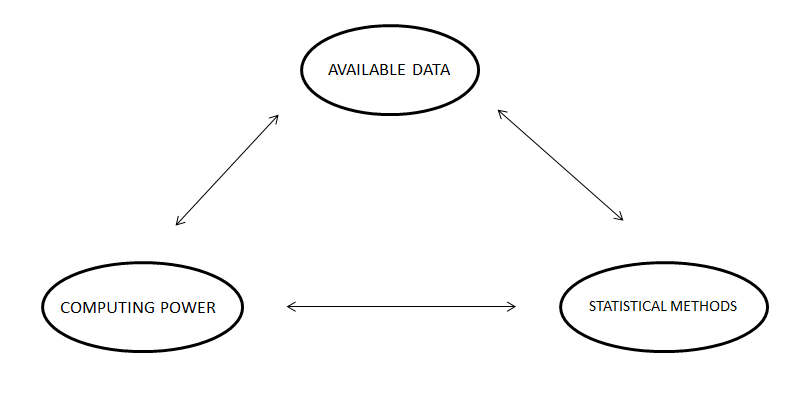 AVAILABLE DATA
COMPUTING POWER
STATISTICAL METHODS